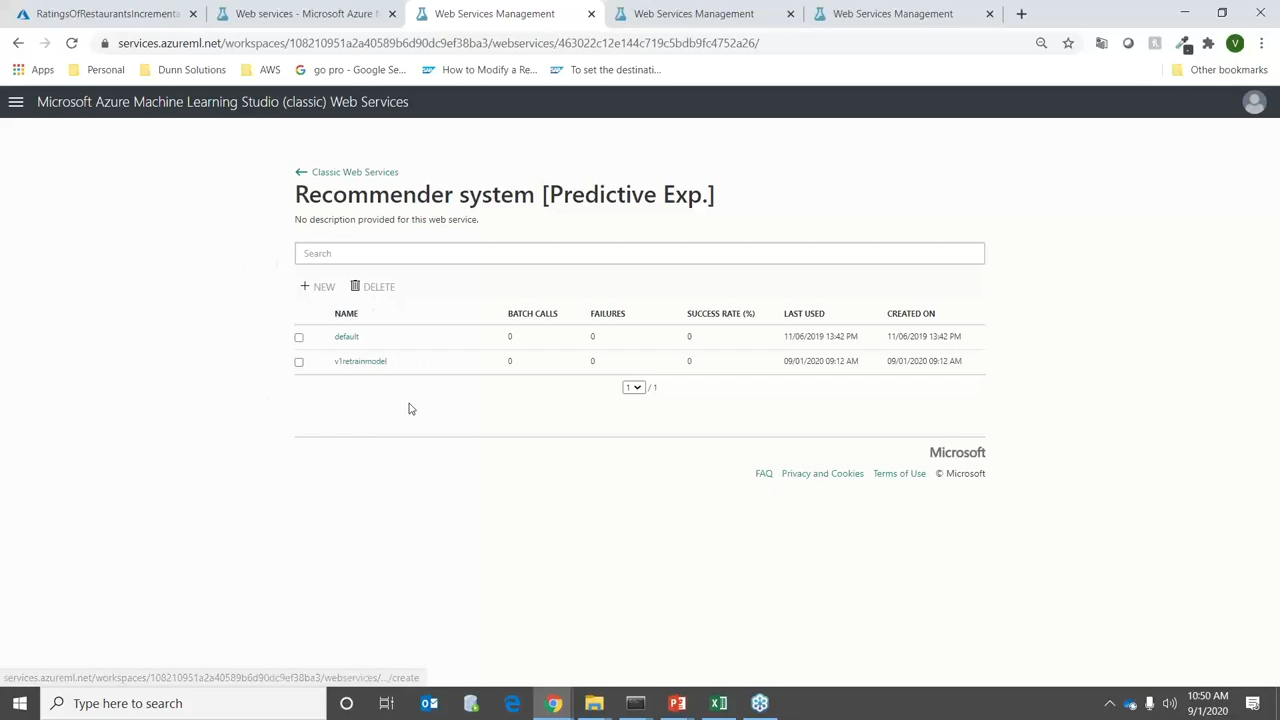 RatingsOfRestaurantsIncrementa
Web services - Microsoft Azure M
Web Services Management
Web Services Management
Web Services Management
services.azureml.net/workspaces/108210951a2a40589b6d90dc9ef38ba3/webservices/463022c12e144c719c5bdb9fc4752a26/
V
Apps
Personal
Dunn Solutions
AWS
go pro - Google Se...
How to Modify a Re...
To set the destinati...
Other bookmarks
Microsoft Azure Machine Learning Studio (classic) Web Services
Classic Web Services
Recommender system [Predictive Exp.]
No description provided for this web service.
Search
NEW DELETE
NAME BATCH CALLS FAILURES SUCCESS RATE (%) LAST USED CREATED ON
default 0 0 0 11/06/2019 13:42 PM 11/06/2019 13:42 PM
v1retrainmodel 0 0 0 09/01/2020 09:12 AM 09/01/2020 09:12 AM
1 / 1
Microsoft
FAQ Privacy and Cookies Terms of Use © Microsoft
services.azureml.net/workspaces/108210951a2a40589b6d90dc9ef38ba3/webservices/.../create
Type here to search
10:50 AM
9/1/2020